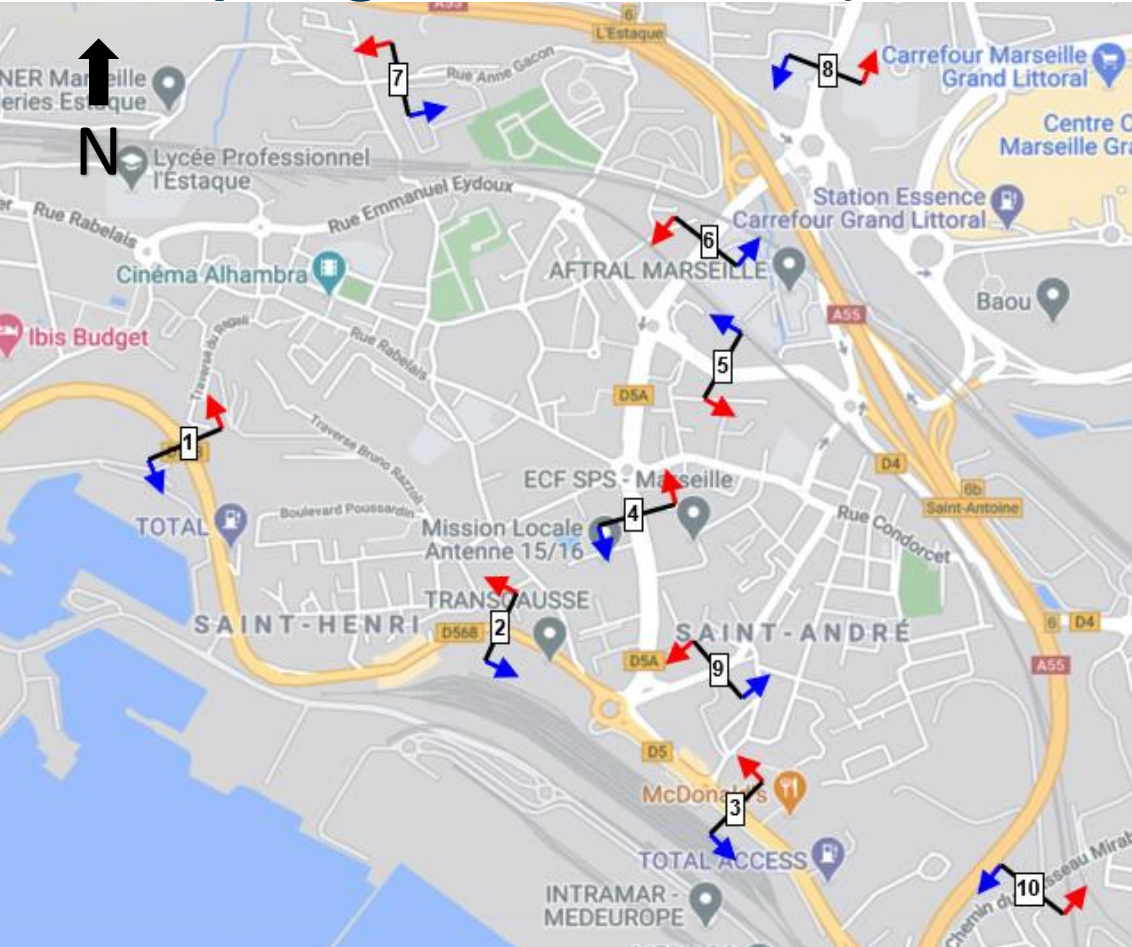 A55
6
L'Estaque
NER Marseille
eries Estaque
7
Rue Anne Gacon
8
Carrefour Marseille
Grand Littoral
Marseille Gra
N
Lycée Professionnel
l'Éstaque
Rue Emmanuel Eydoux
Rue Rabelais
Station Essence
Carrefour Grand Littoral
6
AFTRAL MARSEILLE
Cinéma Alhambra
Baou
Ibis Budget
A55
Rue Rabelais
5
D5A
1
Traverse Bruno Razzoli
D4
ECF SPS - Marseille
6b
Saint-Antoine
4
TOTAL
Boulevard Poussardin
Mission Locale
Antenne 15/16
Rue Condorcet
TRANSCAUSSE
SAINT-HENRI
D568
2
SAINT-ANDRÉ
6
D4
D5A
9
A55
D5
McDonald's
3
TOTAL ACCESS
INTRAMAR -
MEDEUROPE
10